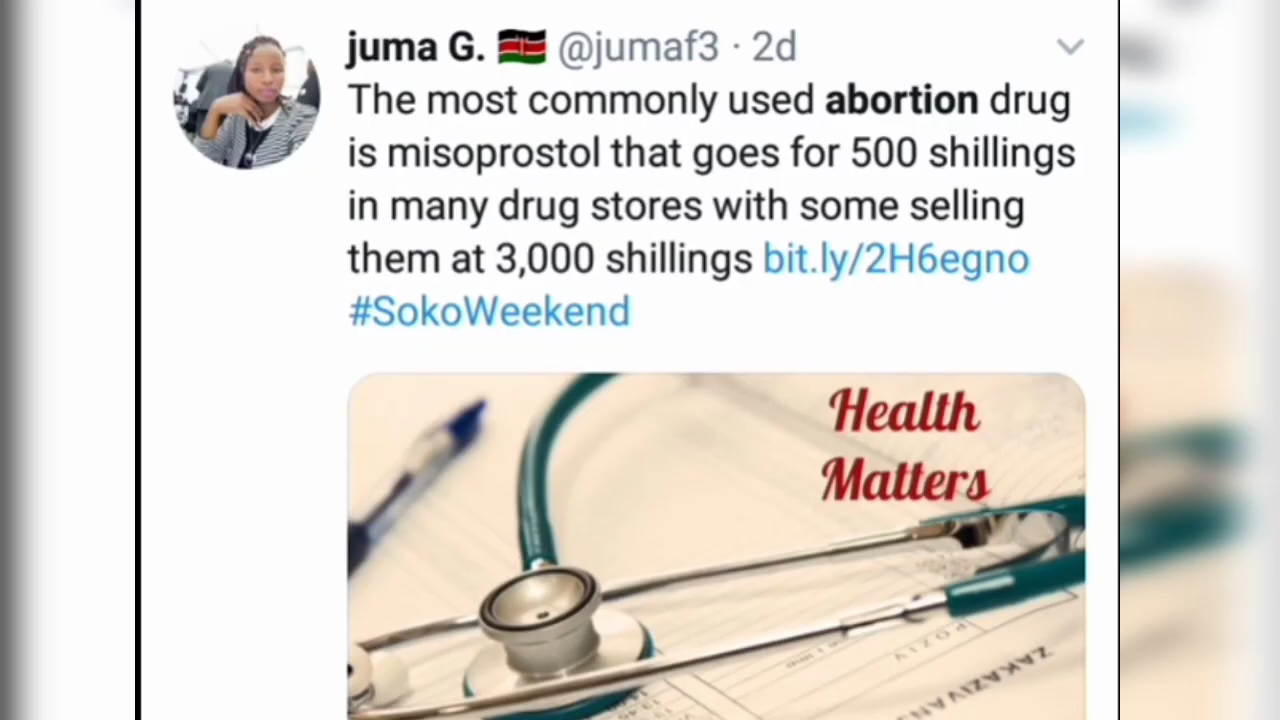 juma G. 🇰🇪 @jumaf3 · 2d
The most commonly used abortion drug
is misoprostol that goes for 500 shillings
in many drug stores with some selling
them at 3,000 shillings bit.ly/2H6egno
#SokoWeekend
Health
Matters
POZIV